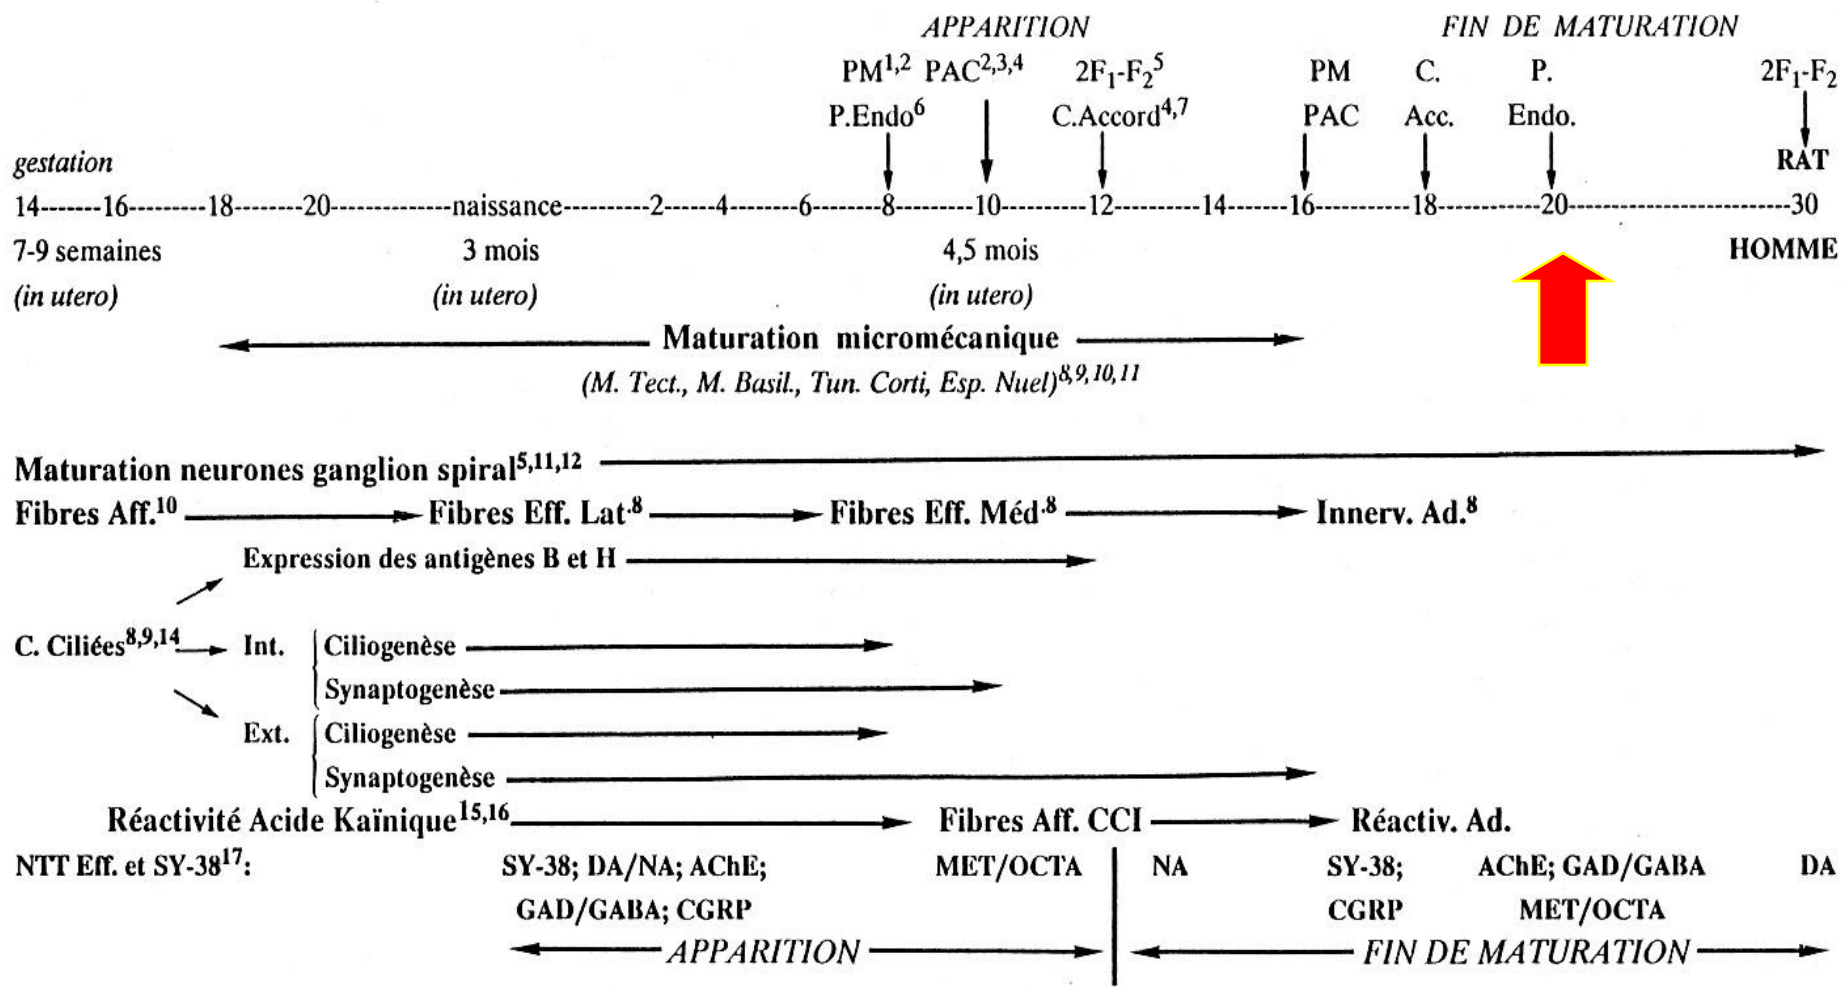 APPARITION FIN DE MATURATION
PM1,2 PAC2,3,4 2F1-F25 PM C. P. 2F1-F2
P.Endo6 C.Accord4,7 PAC Acc. Endo.
gestation RAT
14-------16---------18--------20-------------naissance---------2------4-------6-------8--------10----------12---------14-------16----------18-----------20-----------------------30
7-9 semaines 3 mois 4,5 mois HOMME
(in utero) (in utero) (in utero)
Maturation micromécanique
(M. Tect., M. Basil., Tun. Corti, Esp. Nuel)8,9,10,11
Maturation neurones ganglion spiral5,11,12
Fibres Aff.10 Fibres Eff. Lat.8 Fibres Eff. Méd.8 Innerv. Ad.8
Expression des antigènes B et H
C. Ciliées8,9,14 Int. Ciliogenèse
Synaptogenèse
Ext. Ciliogenèse
Synaptogenèse
Réactivité Acide Kaïnique15,16 Fibres Aff. CCI Réactiv. Ad.
NTT Eff. et SY-3817: SY-38; DA/NA; AChE; MET/OCTA NA SY-38; AChE; GAD/GABA DA
GAD/GABA; CGRP CGRP MET/OCTA
APPARITION FIN DE MATURATION